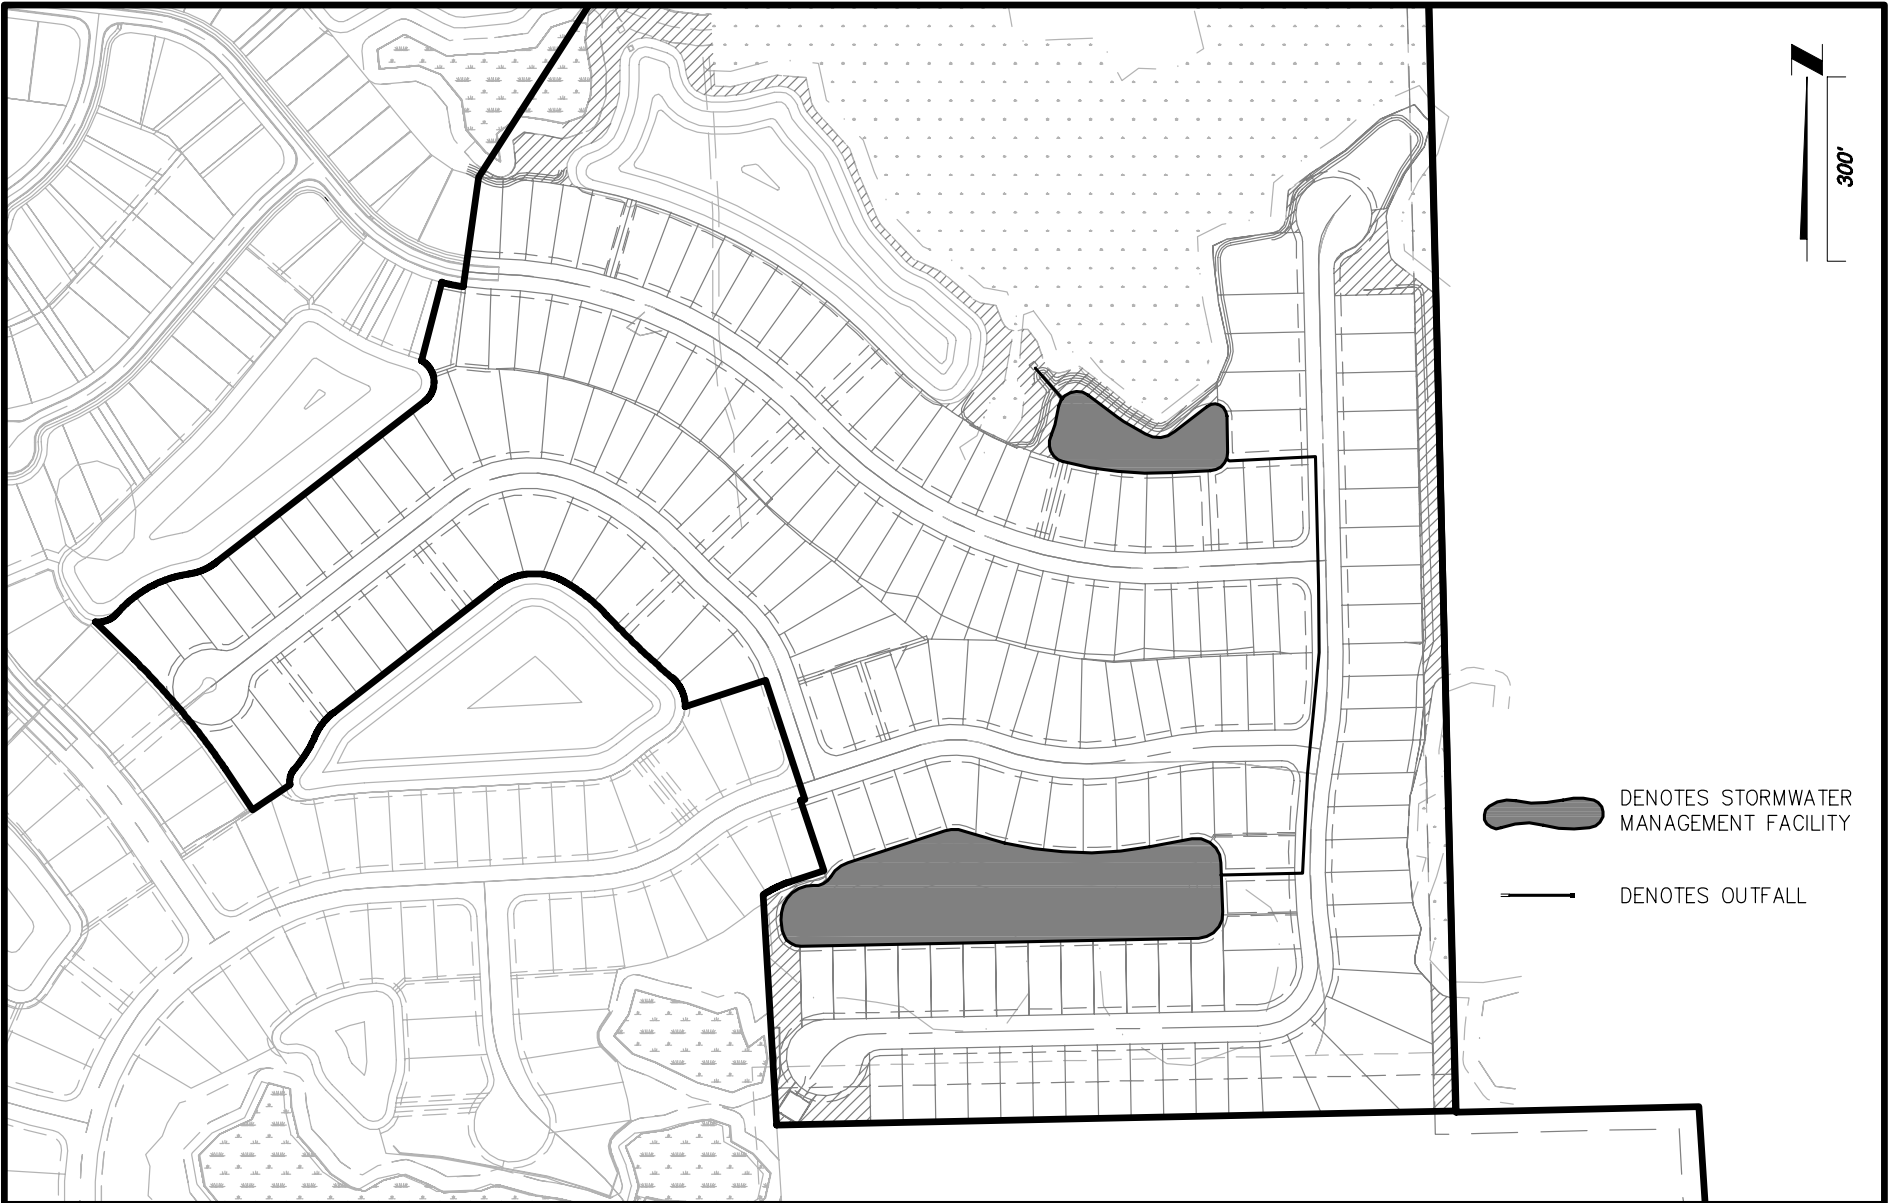 300'
DENOTES STORMWATER
MANAGEMENT FACILITY
DENOTES OUTFALL